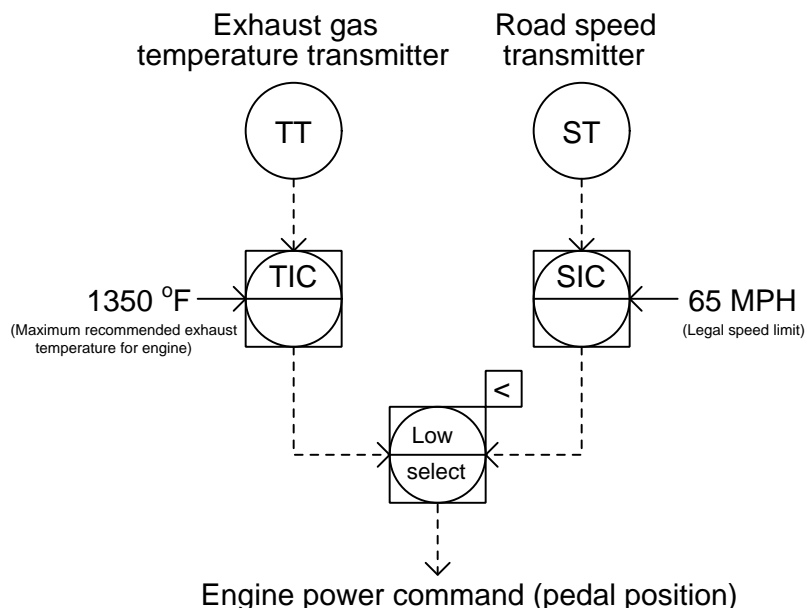 Exhaust gas
temperature transmitter
Road speed
transmitter
TT
ST
TIC
SIC
1350 °F
(Maximum recommended exhaust
temperature for engine)
65 MPH
(Legal speed limit)
<
Low
select
Engine power command (pedal position)